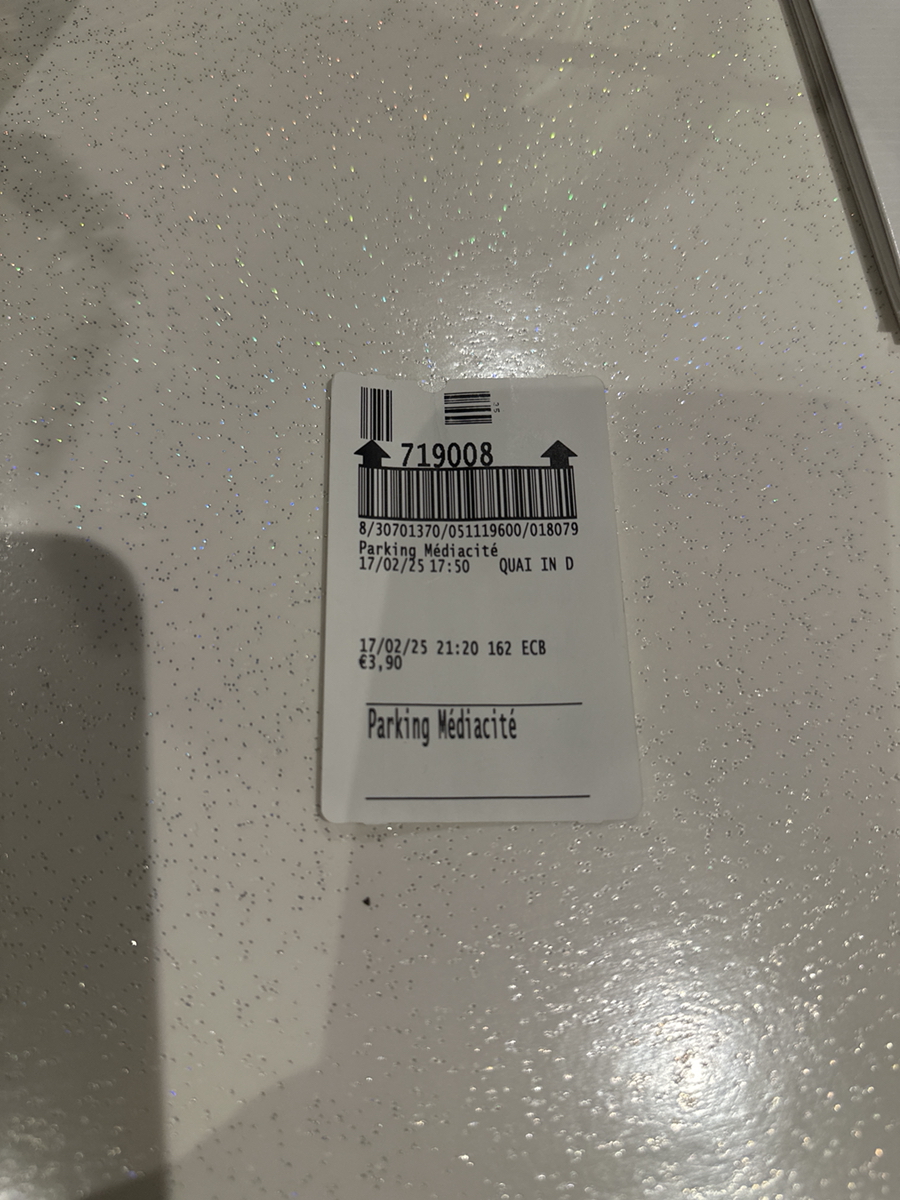 719008
8/30701370/051119600/018079
Parking Médiacité
17/02/25 17:50 QUAI IN D
17/02/25 21:20 162 ECB
€3,90
Parking Médiacité